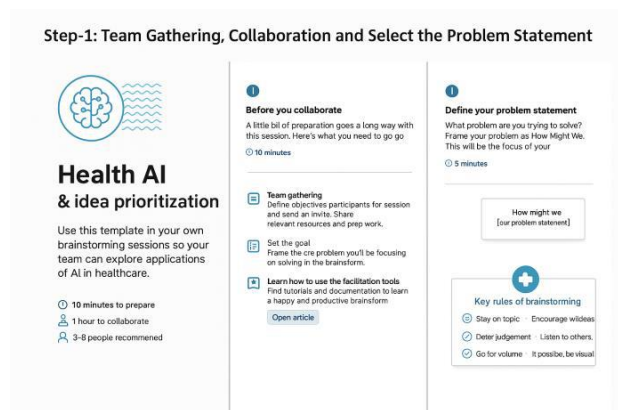 Step-1: Team Gathering, Collaboration and Select the Problem Statement
Health AI
& idea prioritization
Use this template in your own
brainstorming sessions so your
team can explore applications
of AI in healthcare.
10 minutes to prepare
1 hour to collaborate
3-8 people recommened
Before you collaborate
A little bil of preparation goes a long way with
this session. Here's what you need to go go
10 minutes
Team gathering
Define objectives participants for session
and send an invite. Share
relevant resources and prep work.
Set the goal
Frame the cre problem you'll be focusing
on solving in the brainsform.
Learn how to use the facilitation tools
Find tutorials and documentation to learn
a happy and productive brainsform
Open article
Define your problem statement
What problem are you trying to solve?
Frame your problem as How Might We.
This will be the focus of your
5 minutes
How might we
[our problem statenent]
Key rules of brainstorming
Stay on topic · Encourage wildeas
Deter judgement · Listen to others.
Go for volume · It possibe, be visual